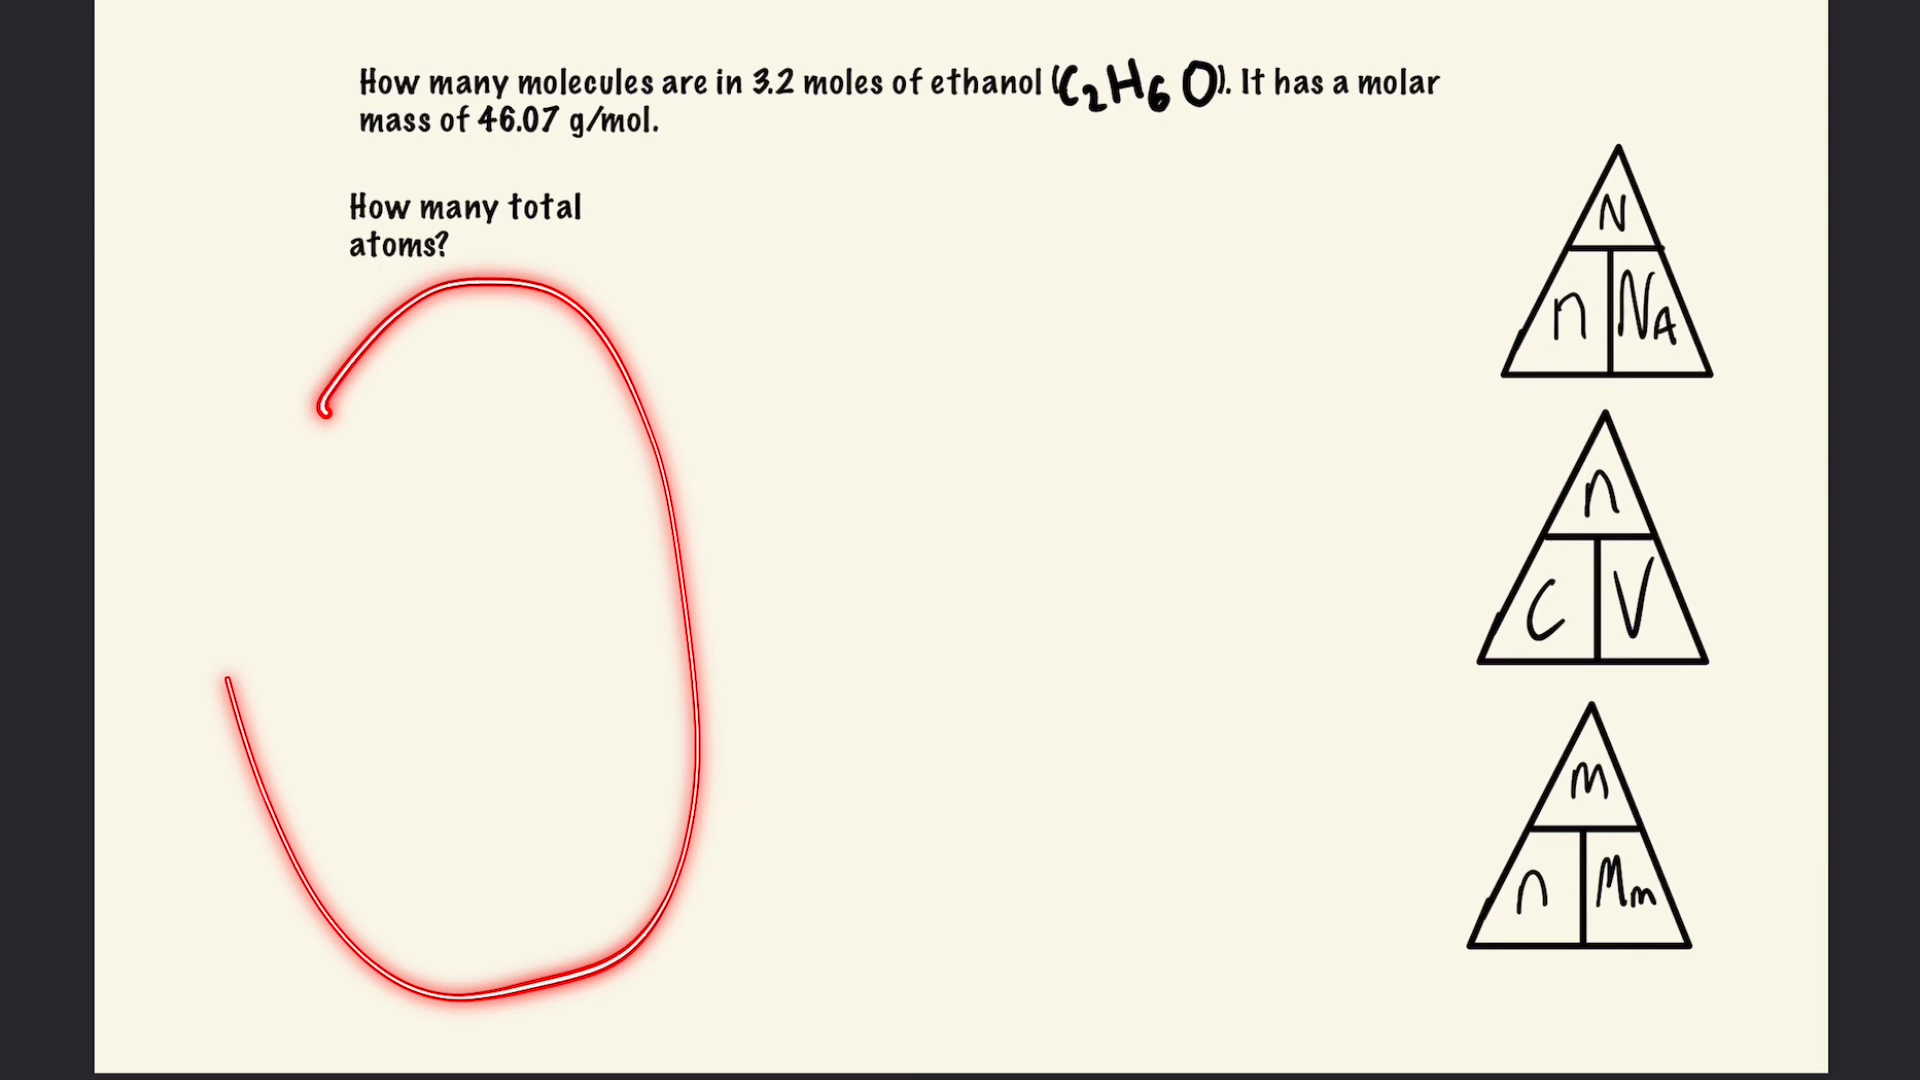 How many molecules are in 3.2 moles of ethanol (C₂H₆O). It has a molar
mass of 46.07 g/mol.
How many total
atoms?
N
n NA
n
C V
m
n Mm